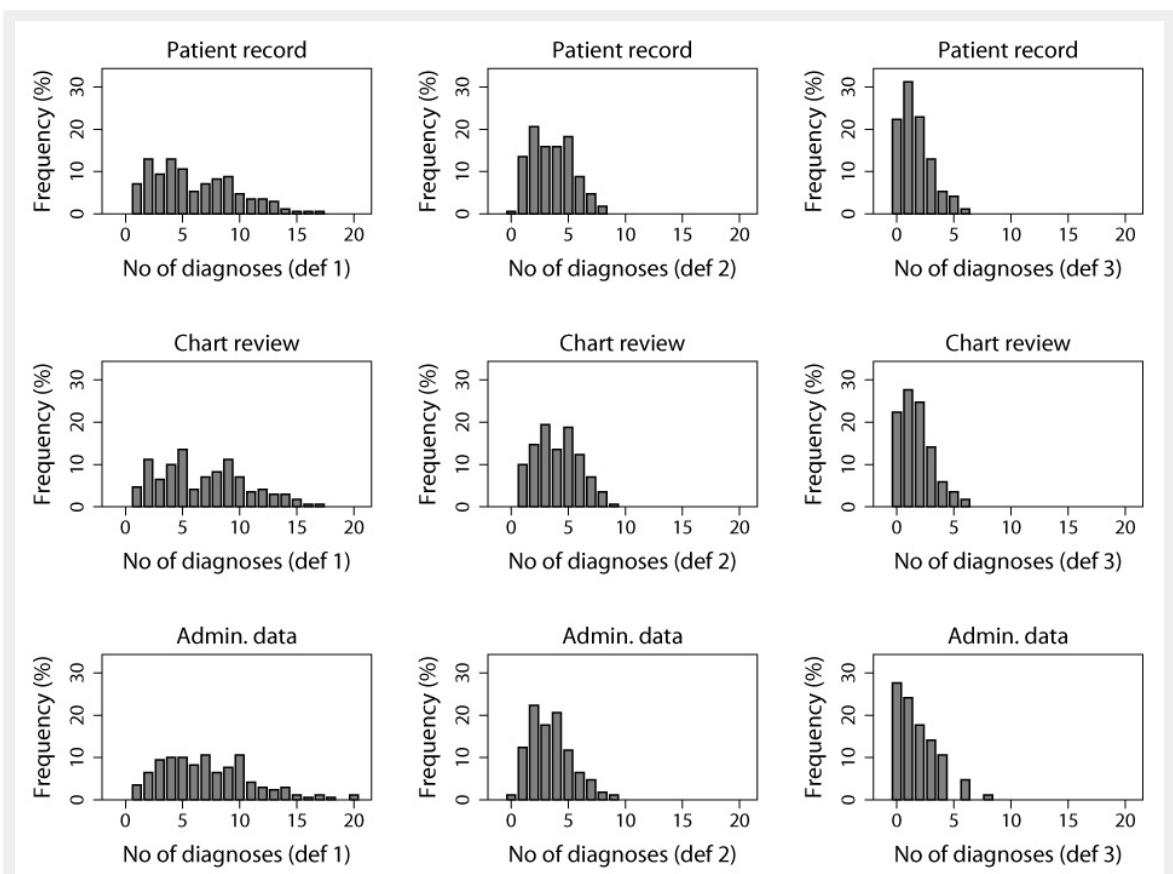 Patient record
Patient record
Patient record
Frequency (%)
0 10 20 30
0 5 10 15 20
No of diagnoses (def 1)
Frequency (%)
0 10 20 30
0 5 10 15 20
No of diagnoses (def 2)
Frequency (%)
0 10 20 30
0 5 10 15 20
No of diagnoses (def 3)
Chart review
Chart review
Chart review
Frequency (%)
0 10 20 30
0 5 10 15 20
No of diagnoses (def 1)
Frequency (%)
0 10 20 30
0 5 10 15 20
No of diagnoses (def 2)
Frequency (%)
0 10 20 30
0 5 10 15 20
No of diagnoses (def 3)
Admin. data
Admin. data
Admin. data
Frequency (%)
0 10 20 30
0 5 10 15 20
No of diagnoses (def 1)
Frequency (%)
0 10 20 30
0 5 10 15 20
No of diagnoses (def 2)
Frequency (%)
0 10 20 30
0 5 10 15 20
No of diagnoses (def 3)